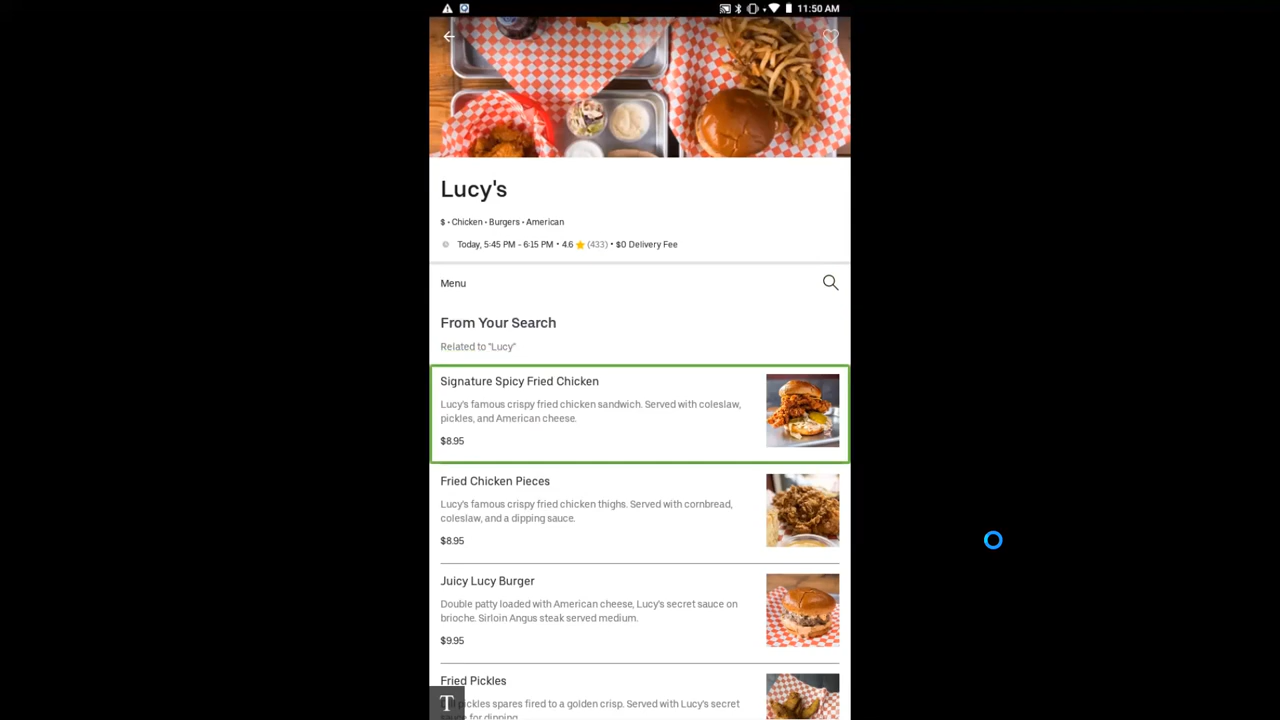 11:50 AM
Lucy's
$ • Chicken • Burgers • American
Today, 5:45 PM - 6:15 PM • 4.6 ⭐ (433) • $0 Delivery Fee
Menu
From Your Search
Related to "Lucy"
Signature Spicy Fried Chicken
Lucy's famous crispy fried chicken sandwich. Served with coleslaw,
pickles, and American cheese.
$8.95
Fried Chicken Pieces
Lucy's famous crispy fried chicken thighs. Served with cornbread,
coleslaw, and a dipping sauce.
$8.95
Juicy Lucy Burger
Double patty loaded with American cheese, Lucy's secret sauce on
brioche. Sirloin Angus steak served medium.
$9.95
Fried Pickles
pickles spares fired to a golden crisp. Served with Lucy's secret
sauce for dipping.
T